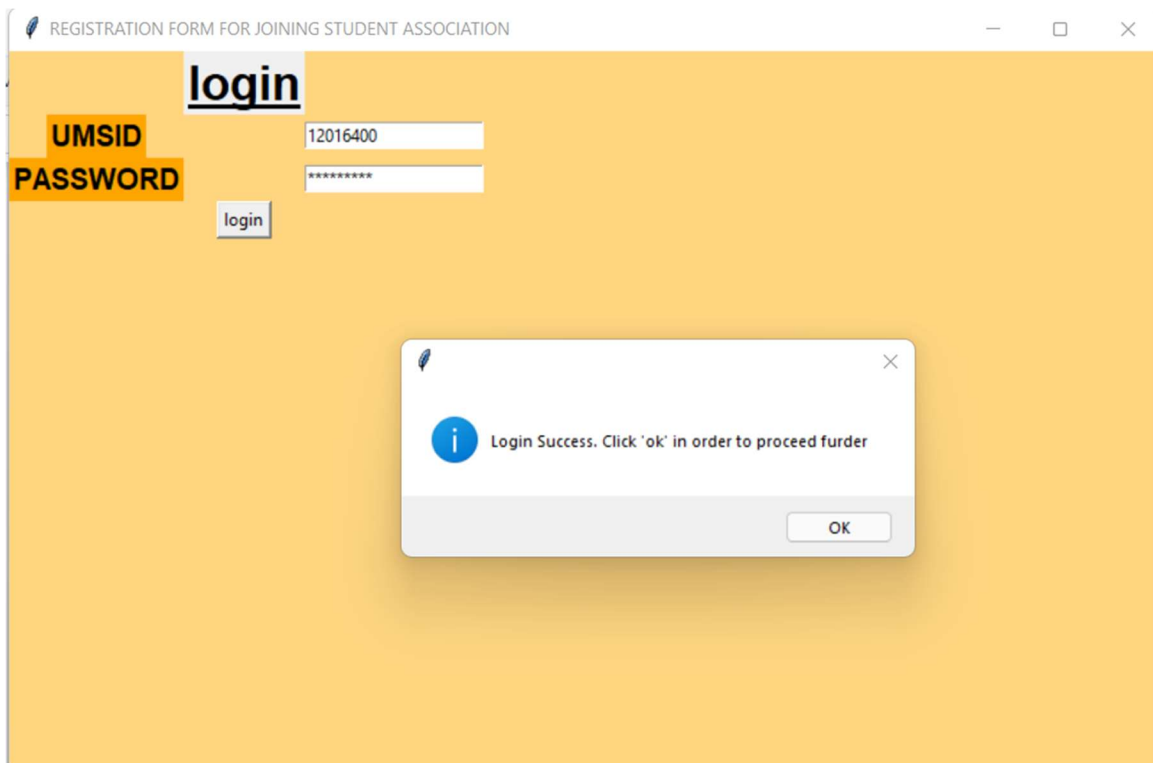 REGISTRATION FORM FOR JOINING STUDENT ASSOCIATION
login
UMSID 12016400
PASSWORD *********
login
Login Success. Click 'ok' in order to proceed furder
OK